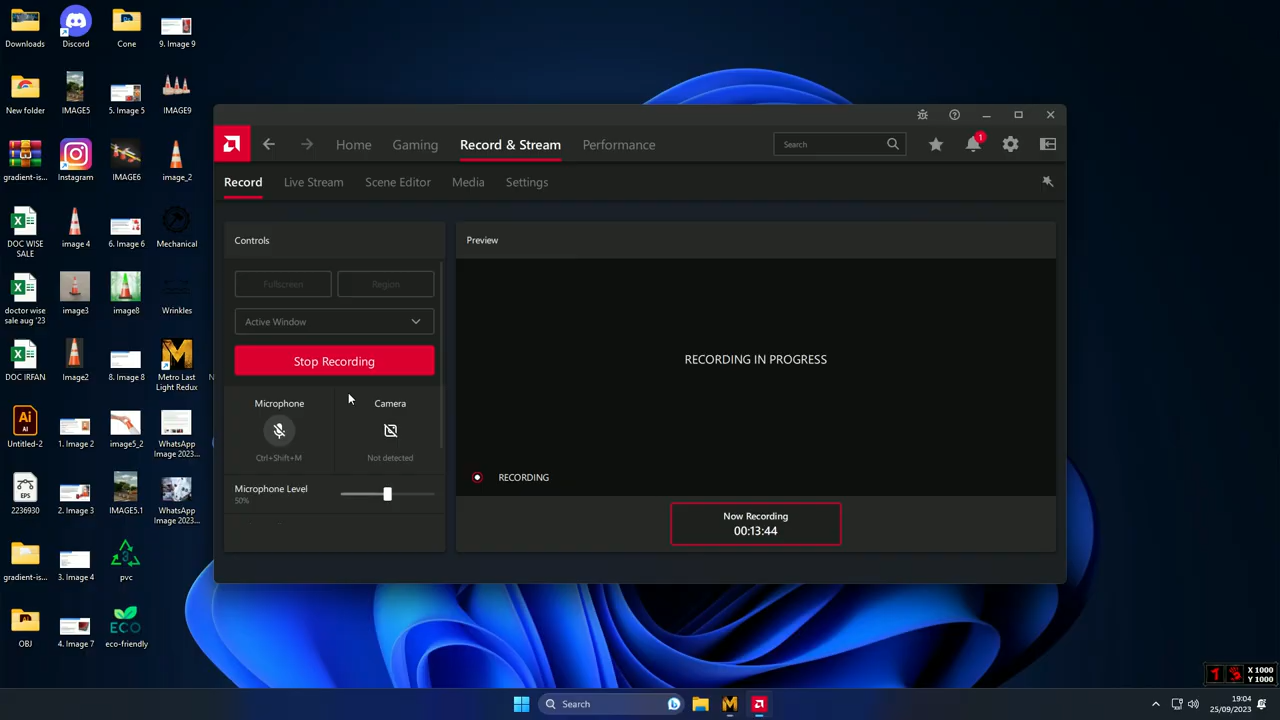 Downloads
Discord
Cone
9. Image 9
New folder
IMAGE5
5. Image 5
IMAGE9
gradient-is...
Instagram
IMAGE6
image_2
DOC WISE
SALE
image 4
6. Image 6
Mechanical
doctor wise
sale aug '23
image3
image8
Wrinkles
DOC IRFAN
Image2
8. Image 8
Metro Last
Light Redux
N
Ai
AI
Untitled-2
1. Image 2
image5_2
WhatsApp
Image 2023...
EPS
2236930
3. Image 3
IMAGE5.1
WhatsApp
Image 2023...
gradient-is...
3. Image 4
pvc
OBJ
4. Image 7
ECO
eco-friendly
Home
Gaming
Record & Stream
Performance
Search
1
Record
Live Stream
Scene Editor
Media
Settings
Controls
Fullscreen
Region
Active Window
Stop Recording
Microphone
Camera
Ctrl+Shift+M
Not detected
Microphone Level
50%
Preview
RECORDING IN PROGRESS
RECORDING
Now Recording
00:13:44
X 1000
Y 1000
Search
19:04
25/09/2023